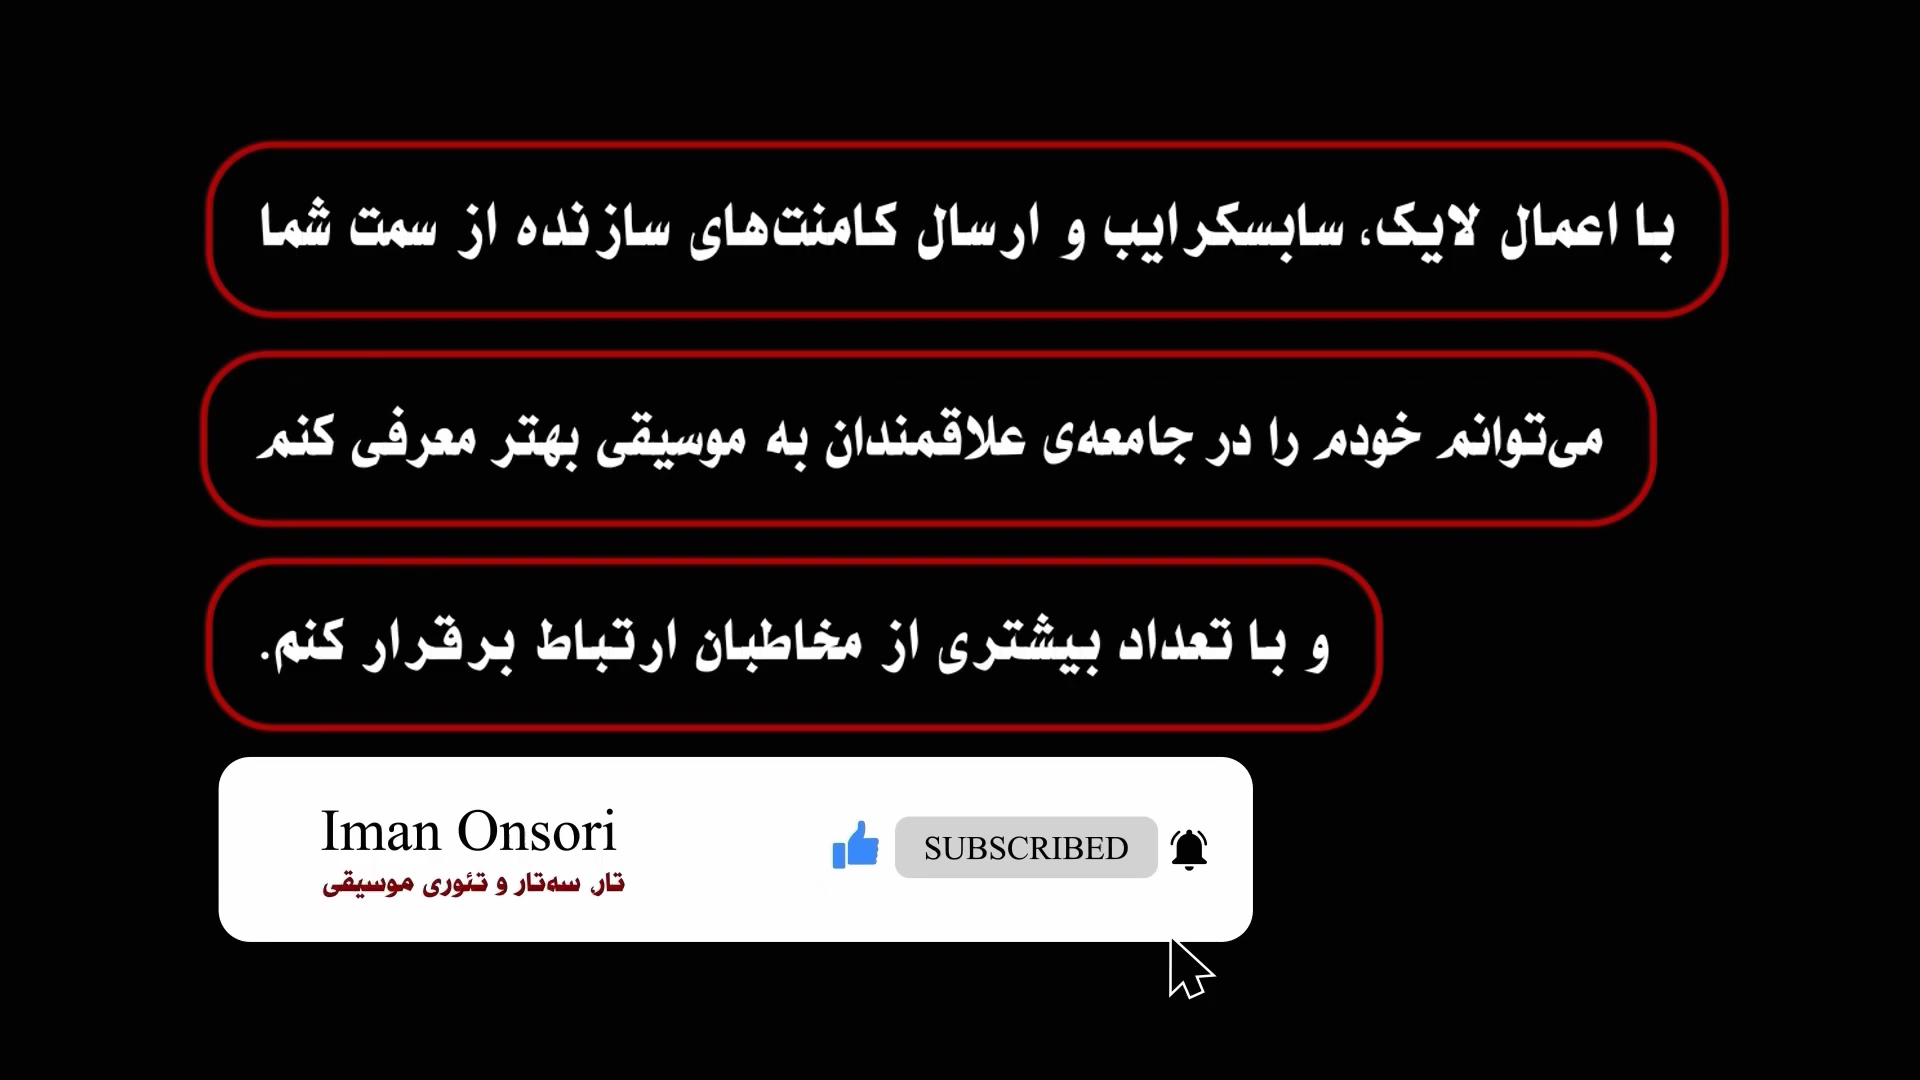 با اعمال لایک، سابسکرایب و ارسال کامنت‌های سازنده از سمت شما
می‌توانم خودم را در جامعه‌ی علاقمندان به موسیقی بهتر معرفی کنم
و با تعداد بیشتری از مخاطبان ارتباط برقرار کنم.
Iman Onsori
تار، سه‌تار و تئوری موسیقی
SUBSCRIBED